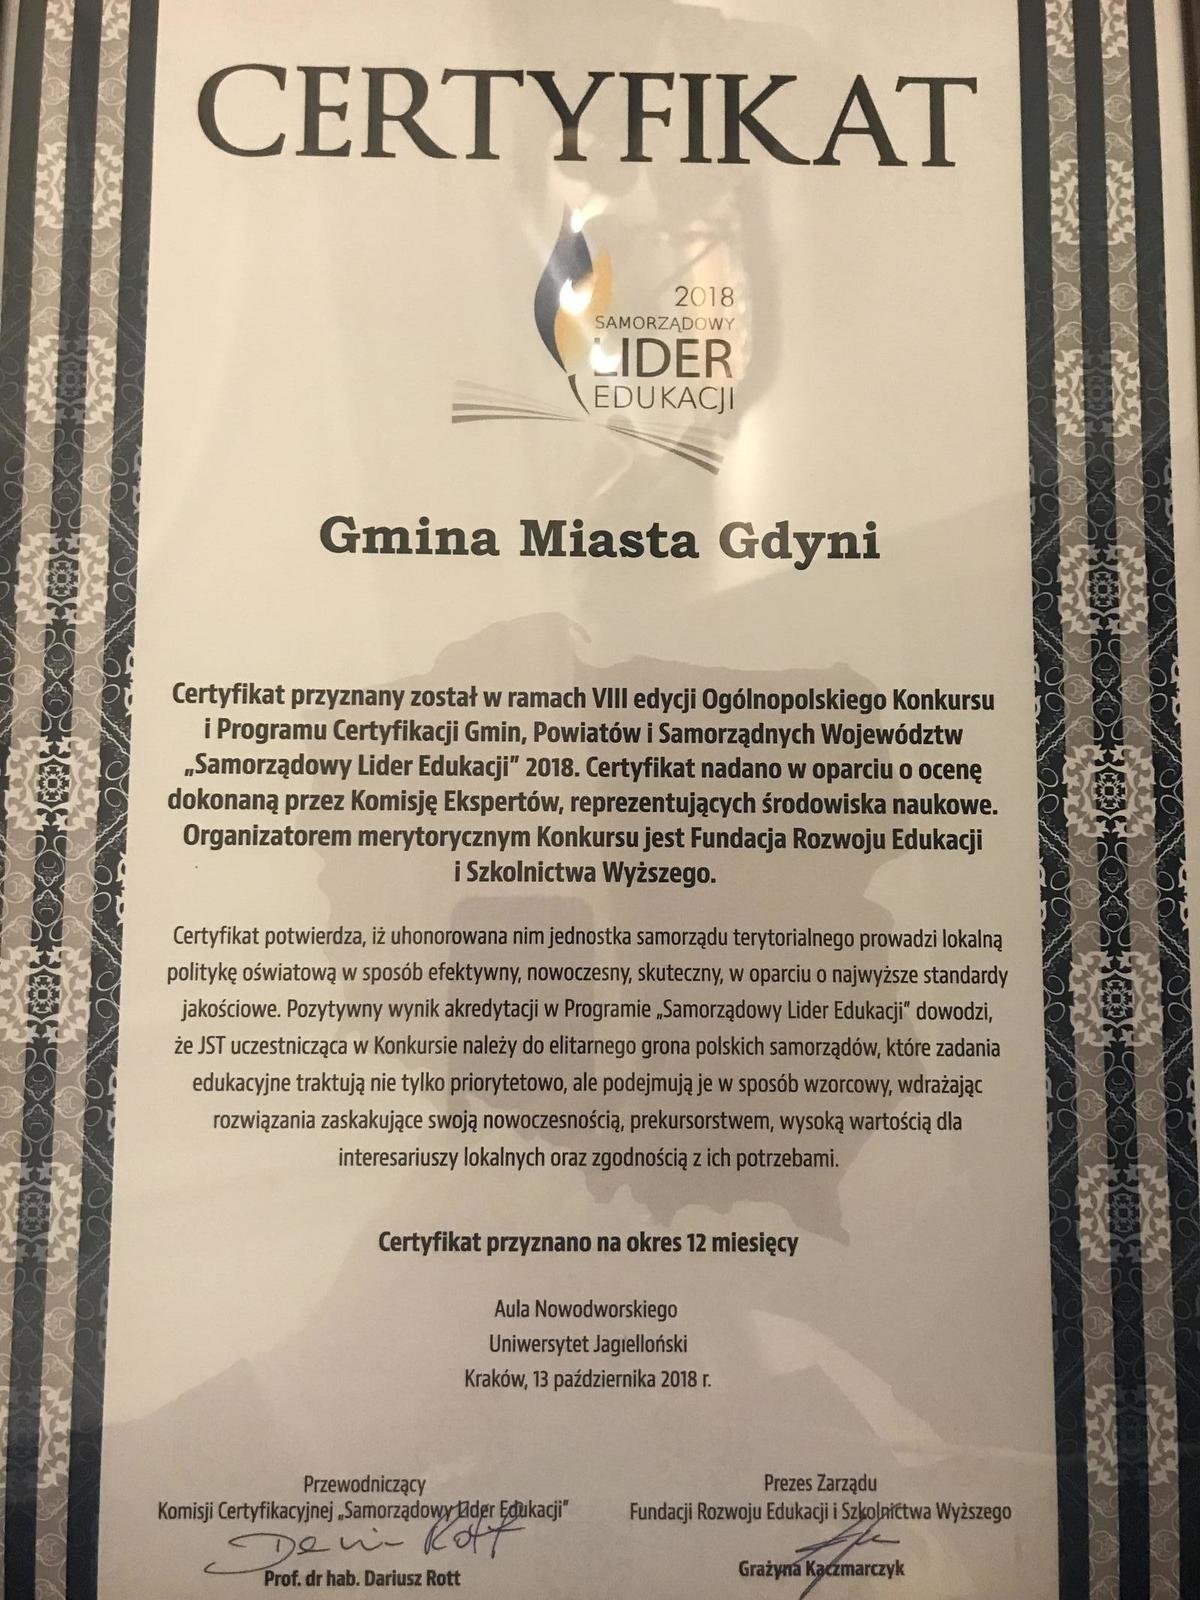 CERTYFIKAT
2018
SAMORZĄDOWY
LIDER
EDUKACJI
Gmina Miasta Gdyni
Certyfikat przyznany został w ramach VIII edycji Ogólnopolskiego Konkursu
i Programu Certyfikacji Gmin, Powiatów i Samorządnych Województw
„Samorządowy Lider Edukacji” 2018. Certyfikat nadano w oparciu o ocenę
dokonaną przez Komisję Ekspertów, reprezentujących środowiska naukowe.
Organizatorem merytorycznym Konkursu jest Fundacja Rozwoju Edukacji
i Szkolnictwa Wyższego.
Certyfikat potwierdza, iż uhonorowana nim jednostka samorządu terytorialnego prowadzi lokalną
politykę oświatową w sposób efektywny, nowoczesny, skuteczny, w oparciu o najwyższe standardy
jakościowe. Pozytywny wynik akredytacji w Programie „Samorządowy Lider Edukacji” dowodzi,
że JST uczestnicząca w Konkursie należy do elitarnego grona polskich samorządów, które zadania
edukacyjne traktują nie tylko priorytetowo, ale podejmują je w sposób wzorcowy, wdrażając
rozwiązania zaskakujące swoją nowoczesnością, prekursorstwem, wysoką wartością dla
interesariuszy lokalnych oraz zgodnością z ich potrzebami.
Certyfikat przyznano na okres 12 miesięcy
Aula Nowodworskiego
Uniwersytet Jagielloński
Kraków, 13 października 2018 r.
Przewodniczący
Komisji Certyfikacyjnej „Samorządowy Lider Edukacji”
Prof. dr hab. Dariusz Rott
Prezes Zarządu
Fundacji Rozwoju Edukacji i Szkolnictwa Wyższego
Grażyna Kaczmarczyk